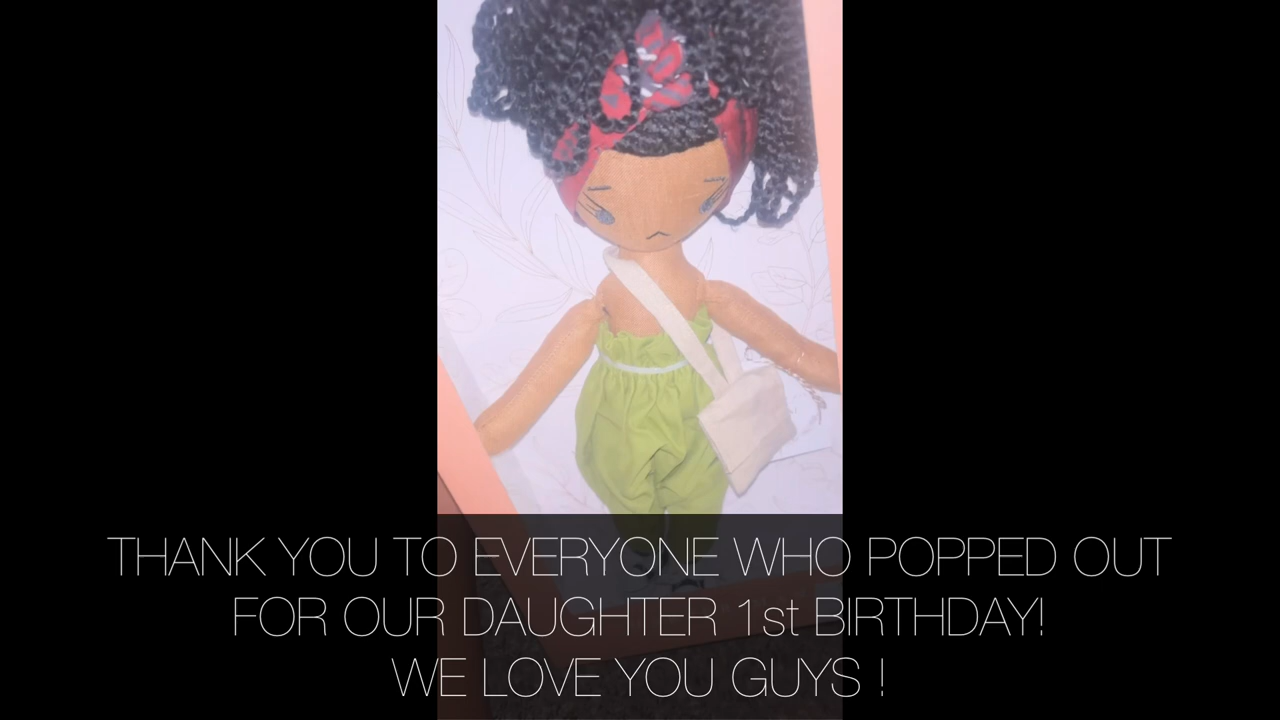 THANK YOU TO EVERYONE WHO POPPED OUT
FOR OUR DAUGHTER 1st BIRTHDAY!
WE LOVE YOU GUYS !